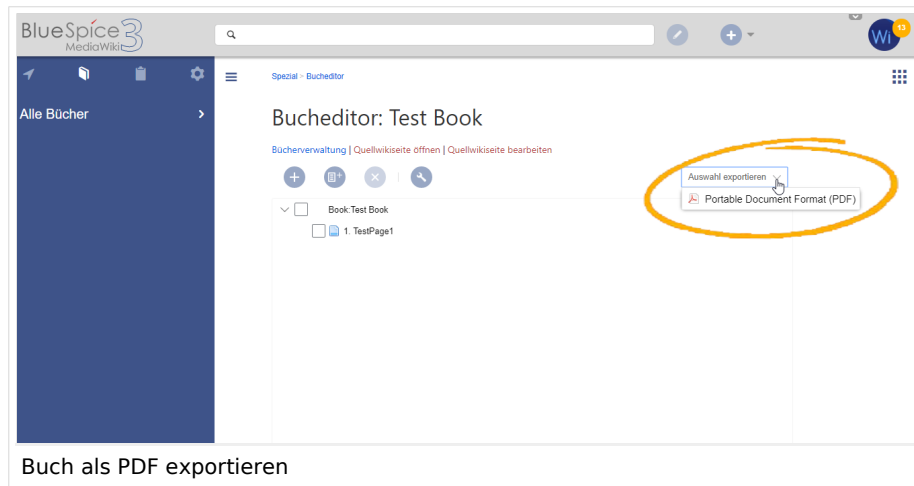 BlueSpice 3
MediaWiki
Wi
13
Spezial > Bucheditor
Alle Bücher
Bucheditor: Test Book
Bücherverwaltung | Quellwikiseite öffnen | Quellwikiseite bearbeiten
Auswahl exportieren
Portable Document Format (PDF)
Book:Test Book
1. TestPage1
Buch als PDF exportieren